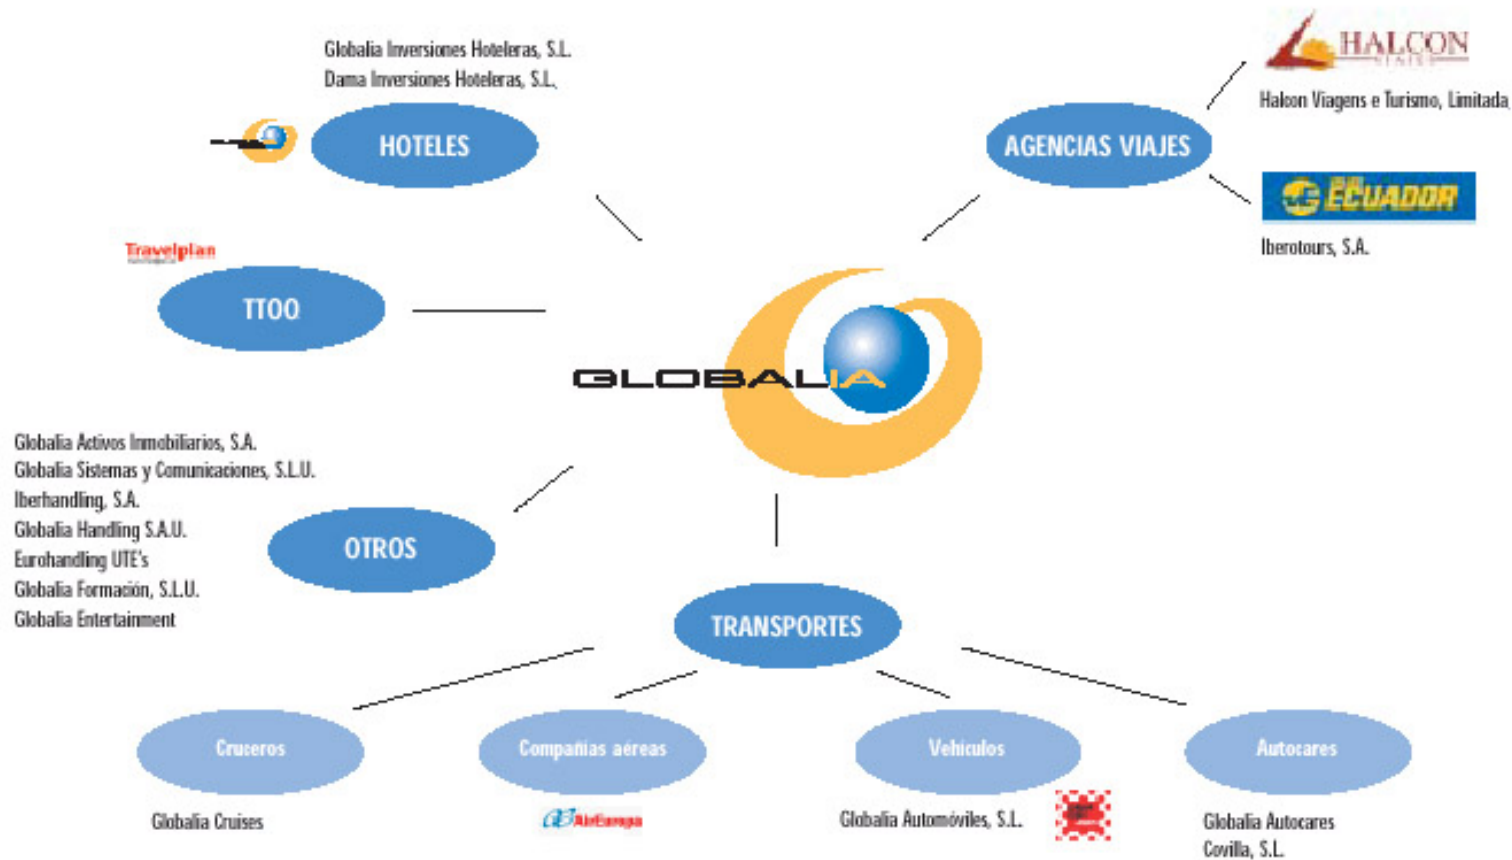 Globalia Inversiones Hoteleras, S.L.
Dama Inversiones Hoteleras, S.L.
HOTELES
HALCON
Halcon Viagens e Turismo, Limitada
AGENCIAS VIAJES
ECUADOR
Iberotours, S.A.
Travelplan
TTOO
GLOBALIA
Globalia Activos Inmobiliarios, S.A.
Globalia Sistemas y Comunicaciones, S.L.U.
Iberhandling, S.A.
Globalia Handling S.A.U.
Eurohandling UTE's
Globalia Formación, S.L.U.
Globalia Entertainment
OTROS
TRANSPORTES
Cruceros
Globalia Cruises
Compañías aéreas
AirEuropa
Vehículos
Globalia Automóviles, S.L.
Autocares
Globalia Autocares
Covilla, S.L.